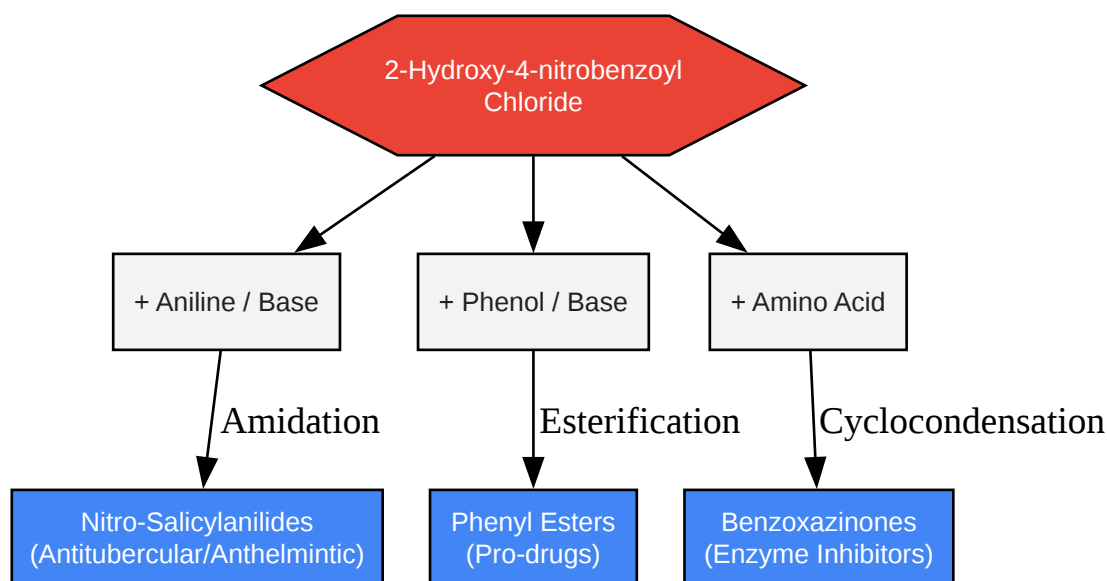 2-Hydroxy-4-nitrobenzoyl
Chloride
+ Aniline / Base
+ Phenol / Base
+ Amino Acid
Amidation
Esterification
Cyclocondensation
Nitro-Salicylanilides
(Antitubercular/Anthelmintic)
Phenyl Esters
(Pro-drugs)
Benzoxazinones
(Enzyme Inhibitors)